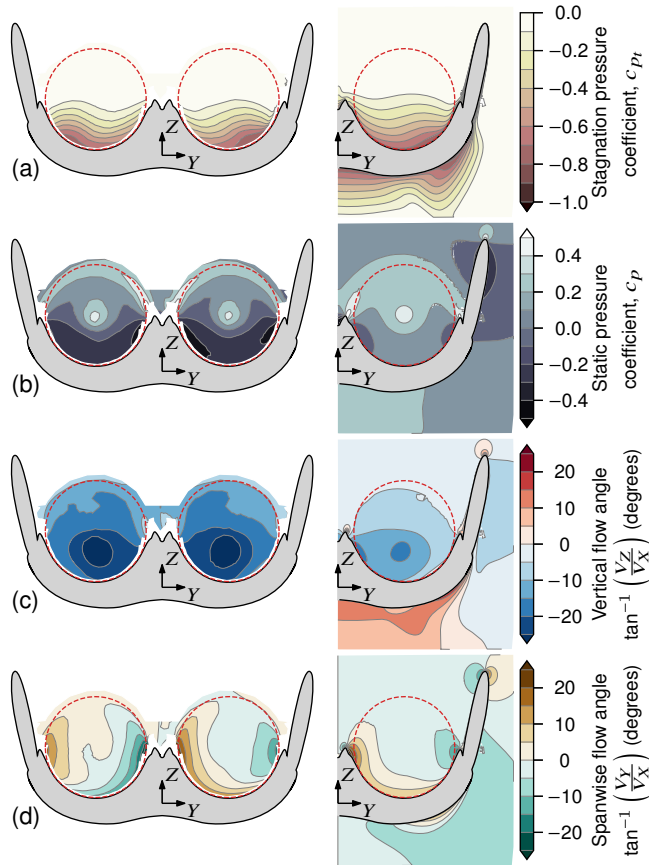 (a)
Z
Y
Z
Y
0.0
−0.2
−0.4
−0.6
−0.8
−1.0
Stagnation pressure
coefficient, c_{p_t}
(b)
Z
Y
Z
Y
0.4
0.2
0.0
−0.2
−0.4
Static pressure
coefficient, c_p
(c)
Z
Y
Z
Y
20
10
0
−10
−20
Vertical flow angle
tan⁻¹ (V_Z/V_X) (degrees)
(d)
Z
Y
Z
Y
20
10
0
−10
−20
Spanwise flow angle
tan⁻¹ (V_Y/V_X) (degrees)